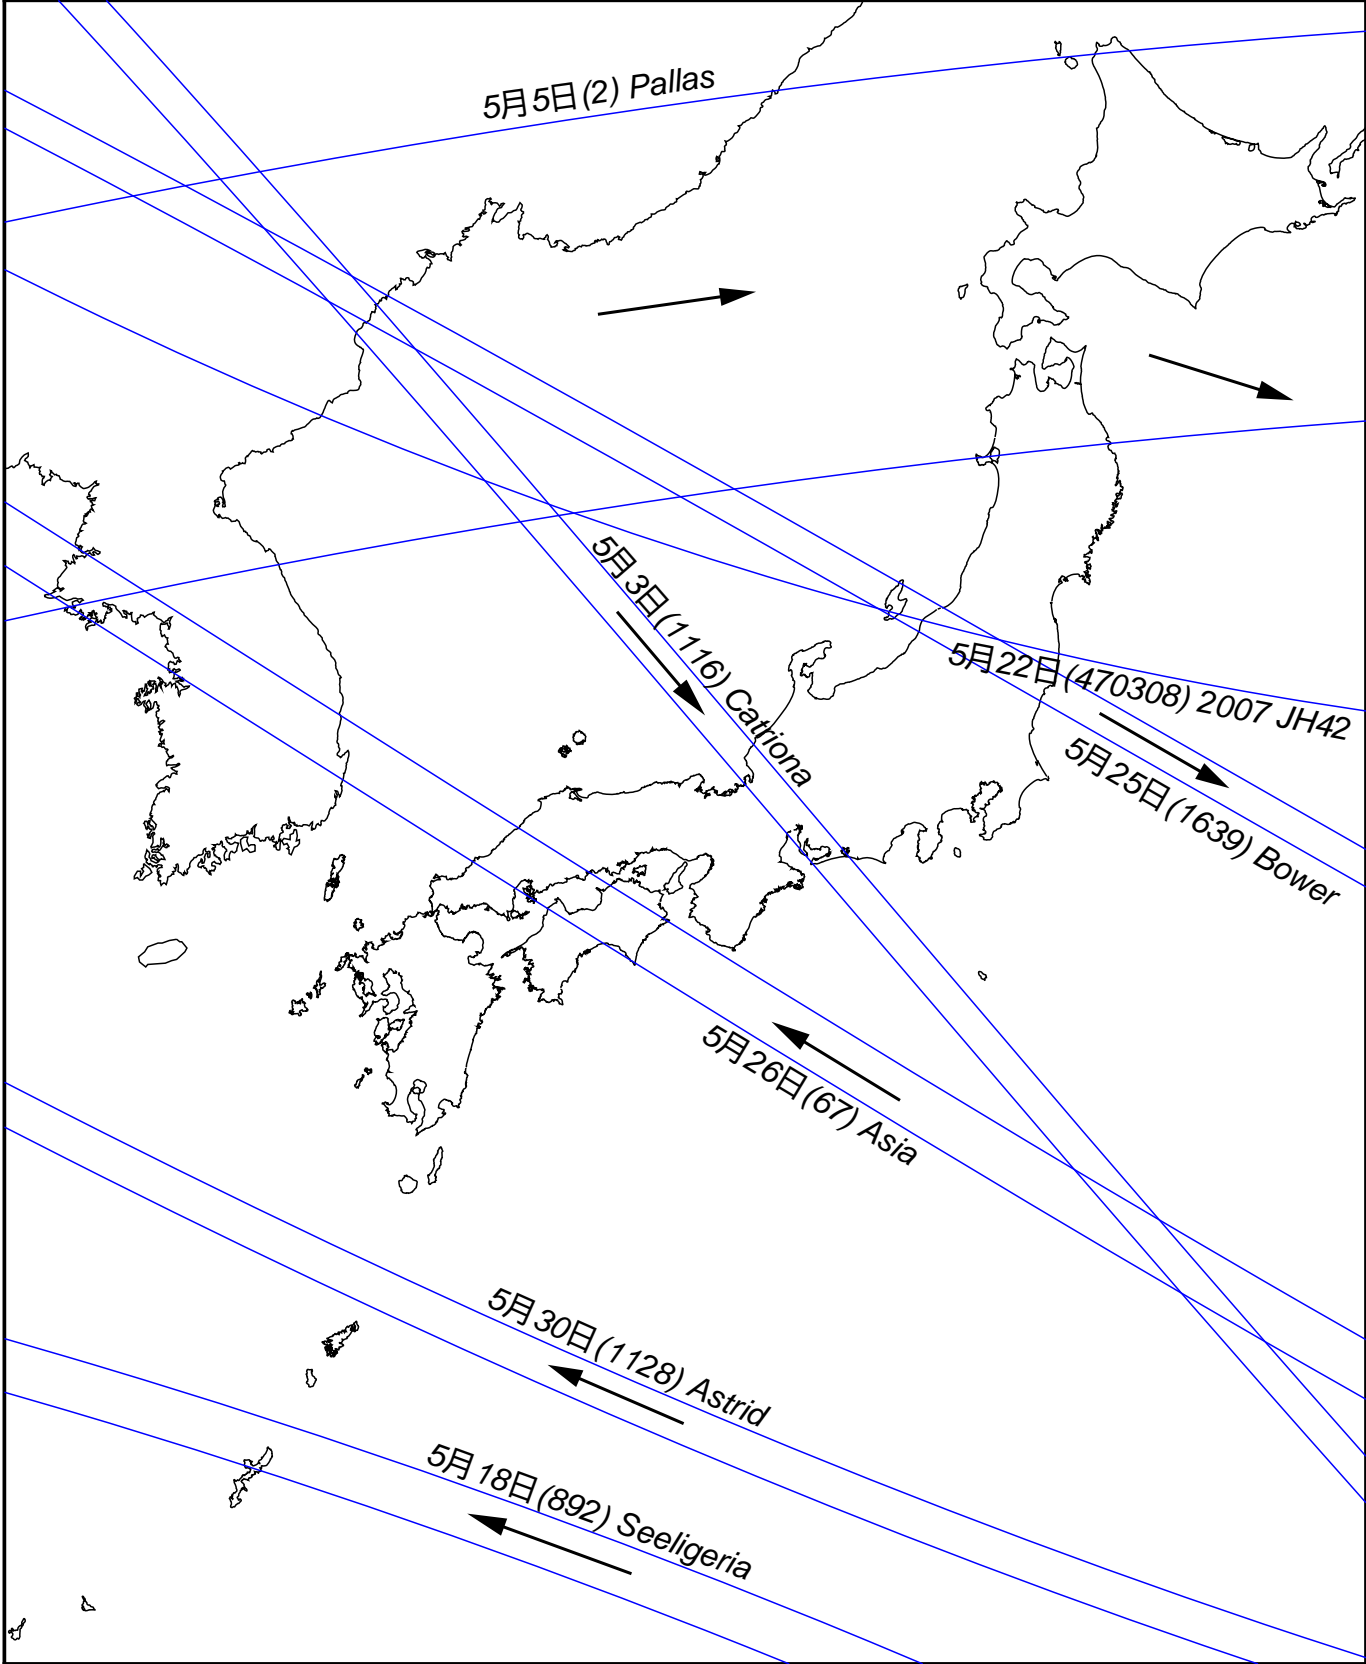 5月5日(2) Pallas
5月3日(1116) Catriona
5月22日(470308) 2007 JH42
5月25日(1639) Bower
5月26日(67) Asia
5月30日(1128) Astrid
5月18日(892) Seeligeria